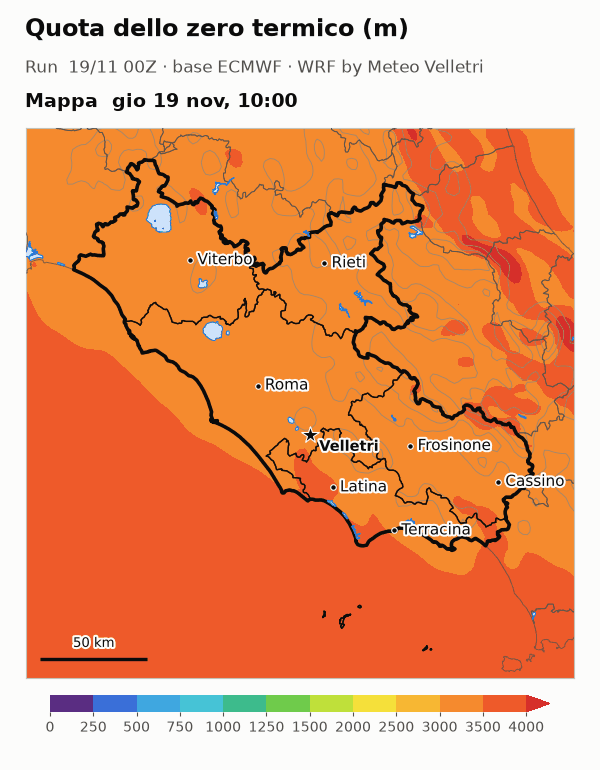 Quota dello zero termico (m)
Run  19/11 00Z · base ECMWF · WRF by Meteo Velletri
Mappa  gio 19 nov, 10:00
Viterbo
Rieti
Roma
Velletri
Frosinone
Latina
Cassino
Terracina
50 km
0 250 500 750 1000 1250 1500 2000 2500 3000 3500 4000